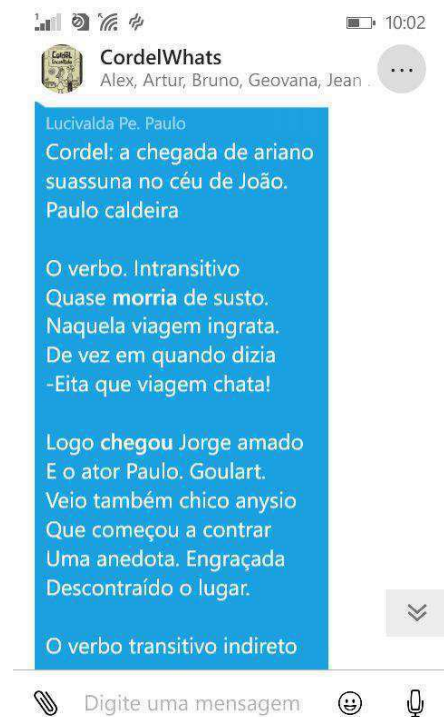 10:02
CordelWhats
Alex, Artur, Bruno, Geovana, Jean .
Lucivalda Pe. Paulo
Cordel: a chegada de ariano
suassuna no céu de João.
Paulo caldeira
O verbo. Intransitivo
Quase morria de susto.
Naquela viagem ingrata.
De vez em quando dizia
-Eita que viagem chata!
Logo chegou Jorge amado
E o ator Paulo. Goulart.
Veio também chico anysio
Que começou a contrar
Uma anedota. Engraçada
Descontraído o lugar.
O verbo transitivo indireto
Digite uma mensagem